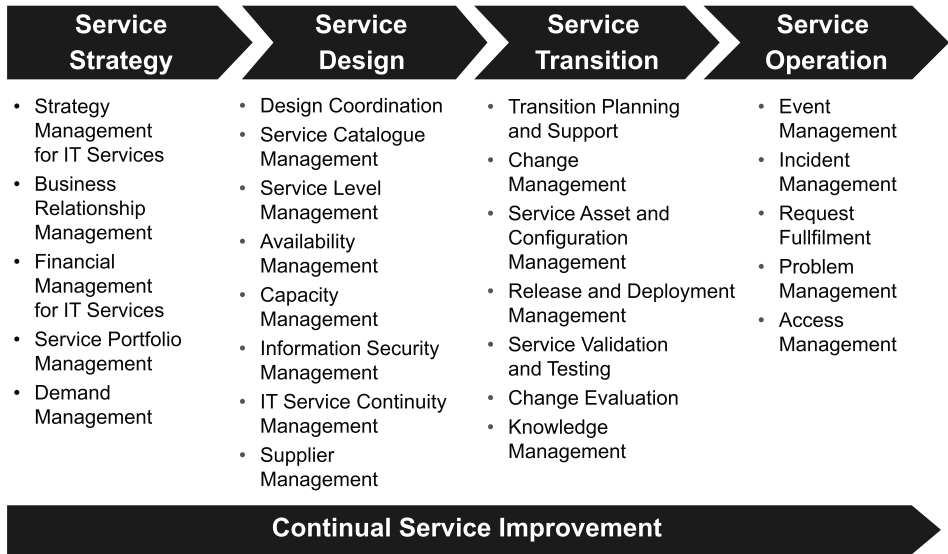 Service
Strategy
Service
Design
Service
Transition
Service
Operation
• Strategy
Management
for IT Services
• Business
Relationship
Management
• Financial
Management
for IT Services
• Service Portfolio
Management
• Demand
Management
• Design Coordination
• Service Catalogue
Management
• Service Level
Management
• Availability
Management
• Capacity
Management
• Information Security
Management
• IT Service Continuity
Management
• Supplier
Management
• Transition Planning
and Support
• Change
Management
• Service Asset and
Configuration
Management
• Release and Deployment
Management
• Service Validation
and Testing
• Change Evaluation
• Knowledge
Management
• Event
Management
• Incident
Management
• Request
Fullfilment
• Problem
Management
• Access
Management
Continual Service Improvement